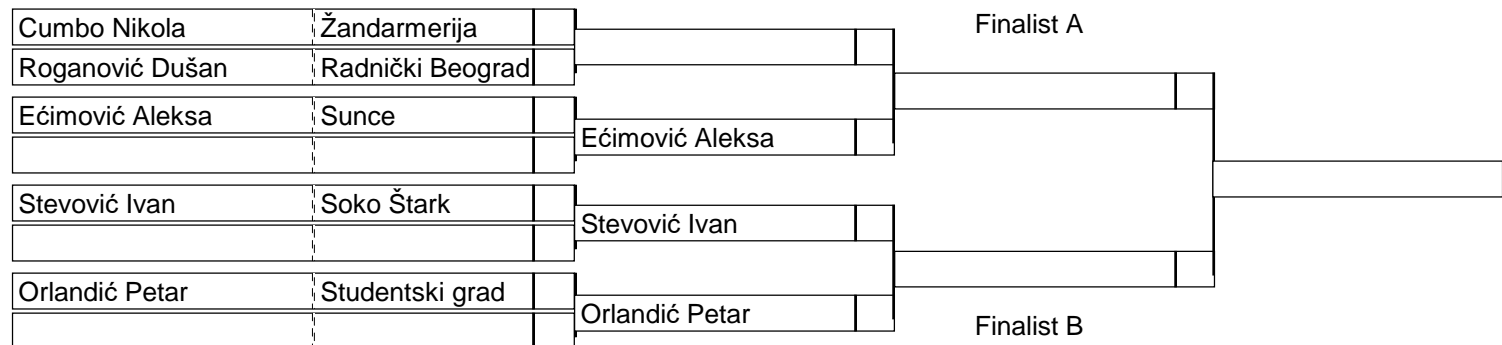 Cumbo Nikola Žandarmerija
Finalist A
Roganović Dušan Radnički Beograd
Ećimović Aleksa Sunce
Ećimović Aleksa
Stevović Ivan Soko Štark
Stevović Ivan
Orlandić Petar Studentski grad
Orlandić Petar
Finalist B